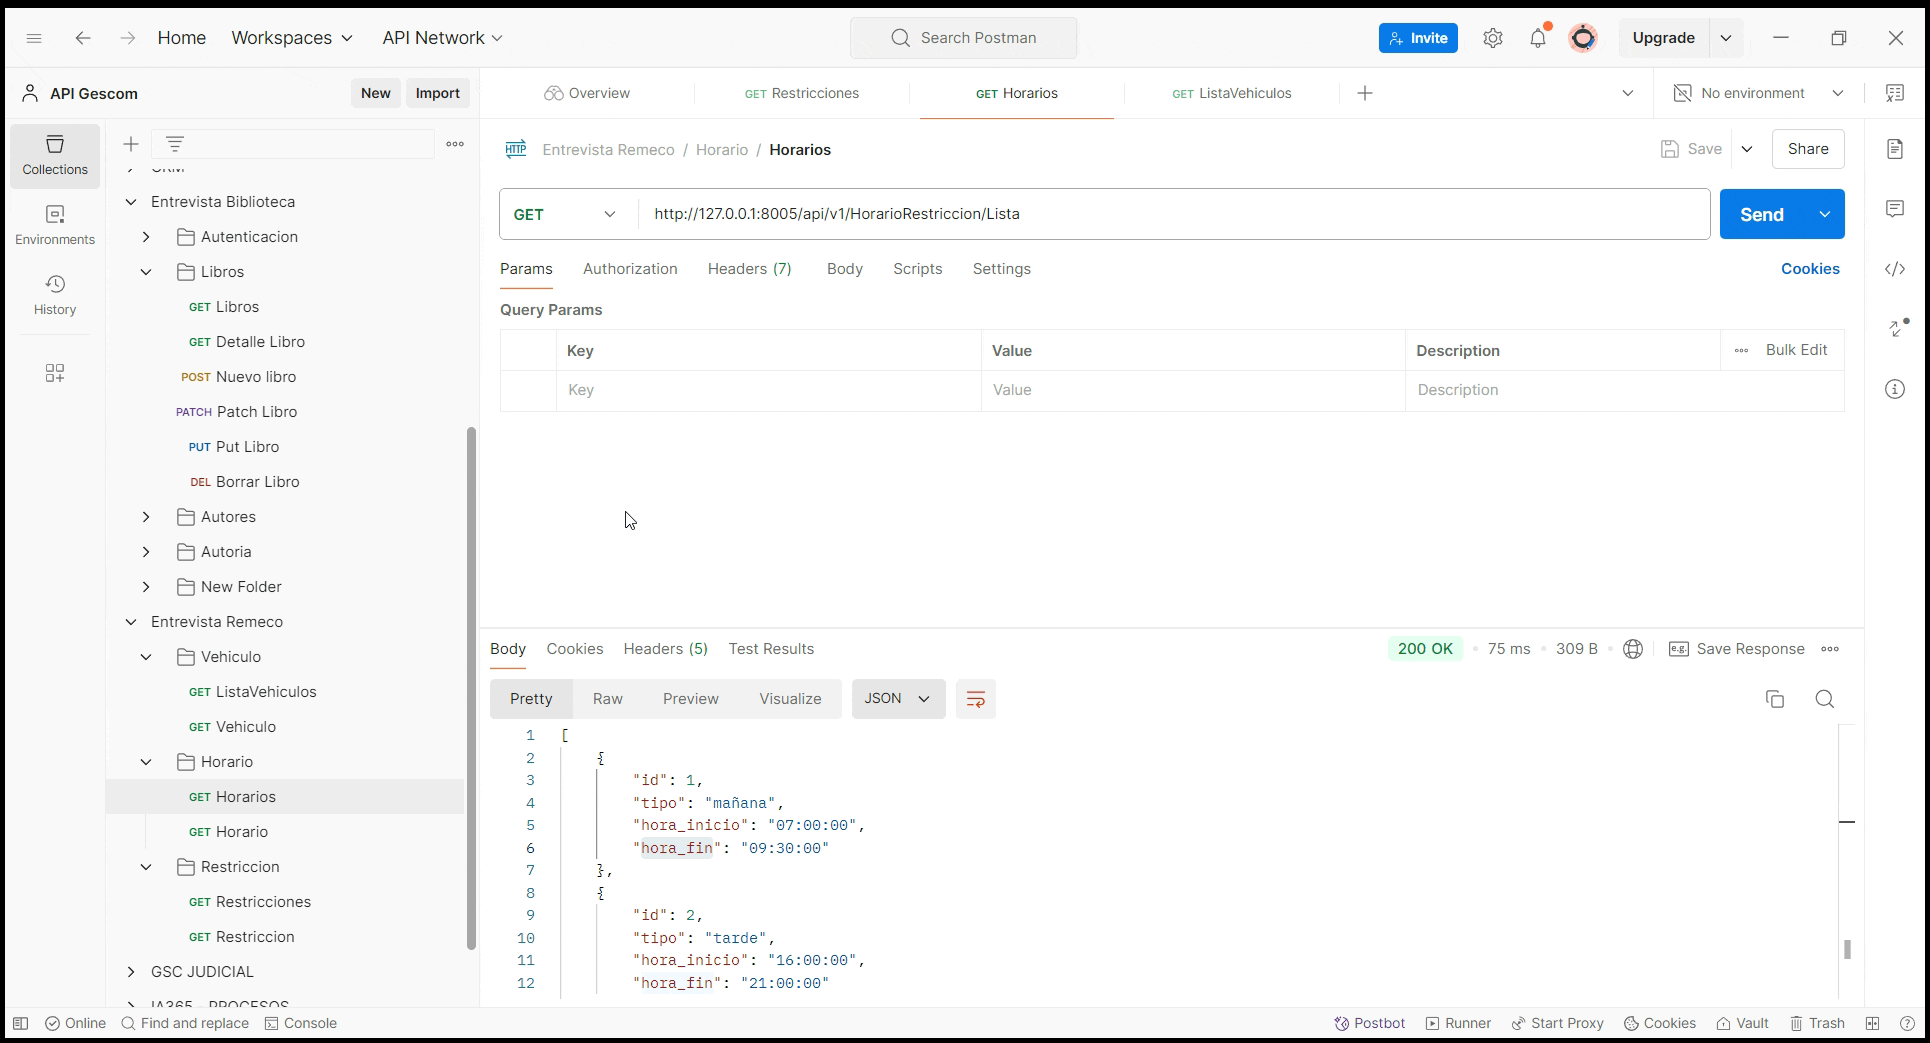 Home Workspaces API Network Search Postman Invite Upgrade
API Gescom New Import Overview GET Restricciones GET Horarios GET ListaVehiculos No environment
Collections
Environments
History
Entrevista Biblioteca
Autenticacion
Libros
GET Libros
GET Detalle Libro
POST Nuevo libro
PATCH Patch Libro
PUT Put Libro
DEL Borrar Libro
Autores
Autoria
New Folder
Entrevista Remeco
Vehiculo
GET ListaVehiculos
GET Vehiculo
Horario
GET Horarios
GET Horario
Restriccion
GET Restricciones
GET Restriccion
GSC JUDICIAL
IA365 - PROCESOS
HTTP Entrevista Remeco / Horario / Horarios Save Share
GET http://127.0.0.1:8005/api/v1/HorarioRestriccion/Lista Send
Params Authorization Headers (7) Body Scripts Settings Cookies
Query Params
Key Value Description Bulk Edit
Key Value Description
Body Cookies Headers (5) Test Results 200 OK 75 ms 309 B e.g. Save Response
Pretty Raw Preview Visualize JSON
1 [
2 {
3 "id": 1,
4 "tipo": "mañana",
5 "hora_inicio": "07:00:00",
6 "hora_fin": "09:30:00"
7 },
8 {
9 "id": 2,
10 "tipo": "tarde",
11 "hora_inicio": "16:00:00",
12 "hora_fin": "21:00:00"
Online Find and replace Console Postbot Runner Start Proxy Cookies Vault Trash